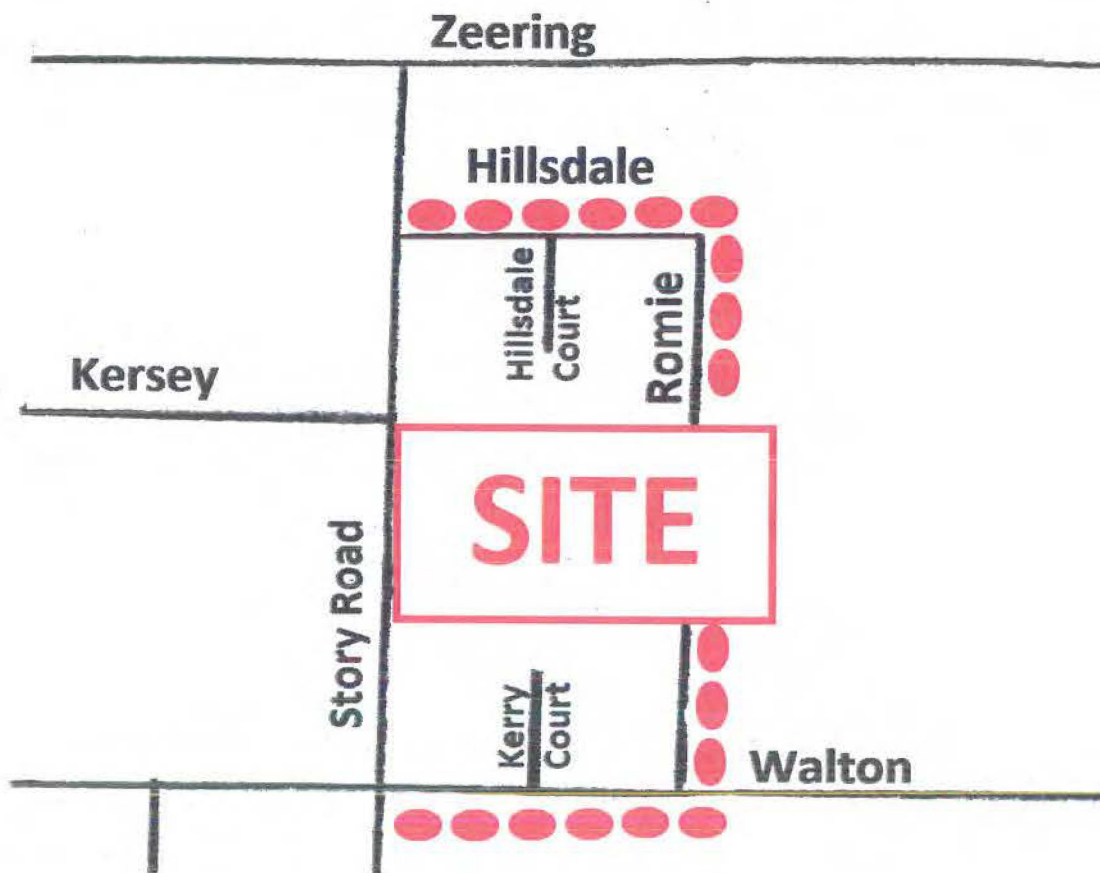 Zeering
Hillsdale
Hillsdale
Court
Romie
Kersey
SITE
Story Road
Kerry
Court
Walton